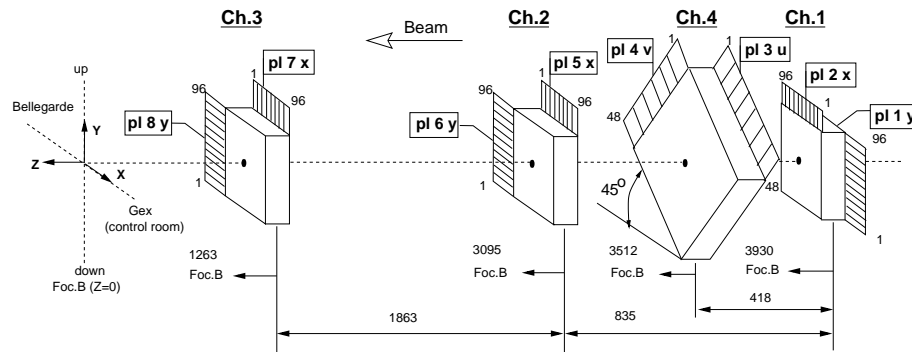 Ch.3
Ch.2
Ch.4
Ch.1
Beam
up
Bellegarde
Y
Z
X
Gex
(control room)
down
Foc.B (Z=0)
pl 8 y
96
1
pl 7 x
1
96
pl 6 y
96
1
pl 5 x
1
96
pl 4 v
1
48
pl 3 u
1
48
pl 2 x
96
1
pl 1 y
96
1
45o
1263
Foc.B
3095
Foc.B
3512
Foc.B
3930
Foc.B
418
1863
835